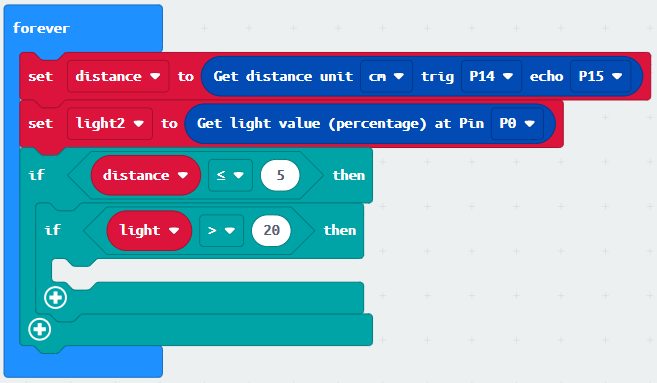 forever
set distance to Get distance unit cm trig P14 echo P15
set light2 to Get light value (percentage) at Pin P0
if distance ≤ 5 then
if light > 20 then